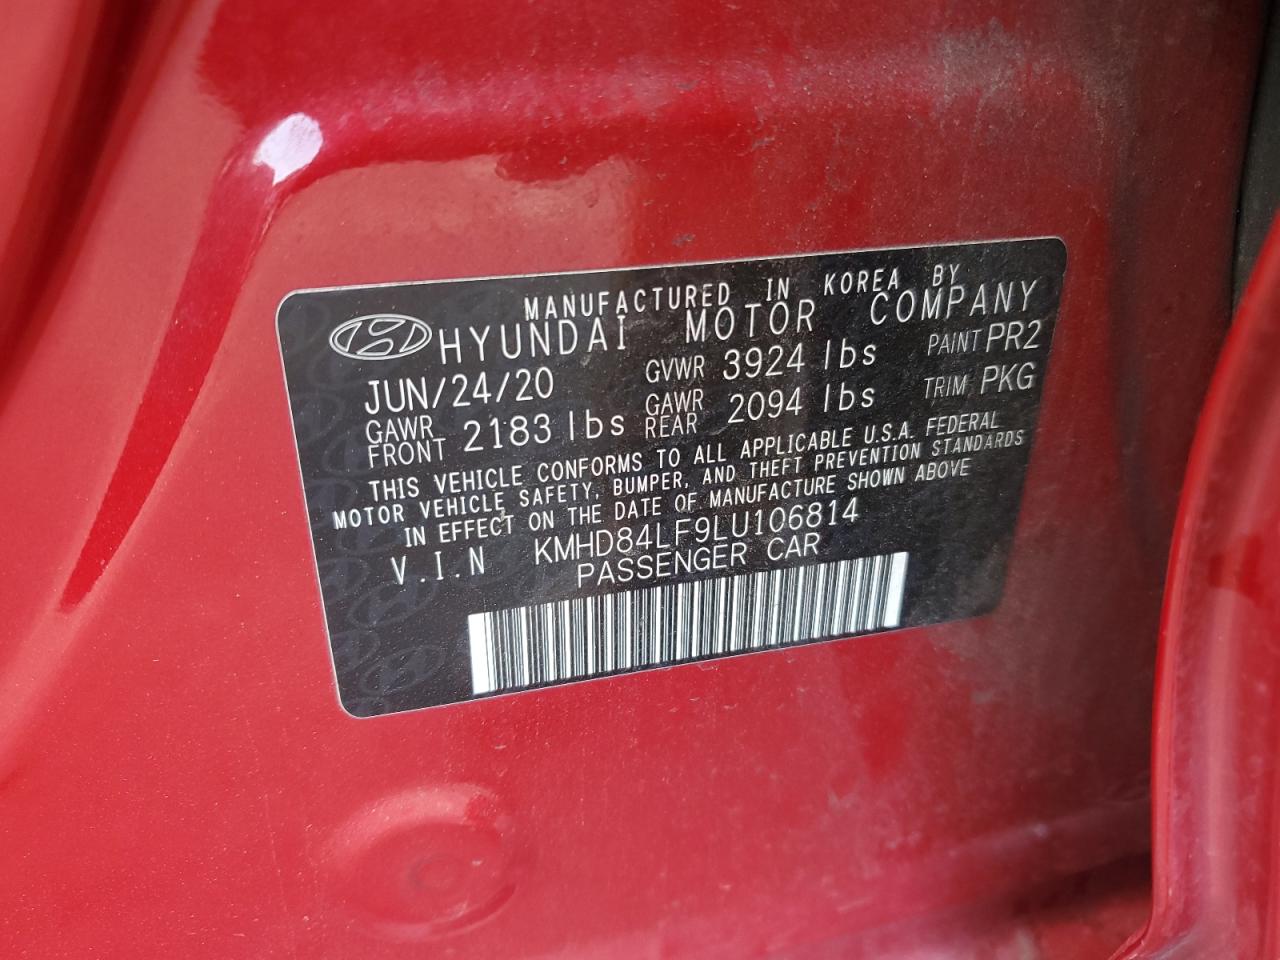 MANUFACTURED IN KOREA BY
HYUNDAI MOTOR COMPANY
JUN/24/20 GVWR 3924 lbs PAINT PR2
GAWR FRONT 2183 lbs GAWR REAR 2094 lbs TRIM PKG
THIS VEHICLE CONFORMS TO ALL APPLICABLE U.S.A. FEDERAL
MOTOR VEHICLE SAFETY, BUMPER, AND THEFT PREVENTION STANDARDS
IN EFFECT ON THE DATE OF MANUFACTURE SHOWN ABOVE
V.I.N KMHD84LF9LU106814
PASSENGER CAR